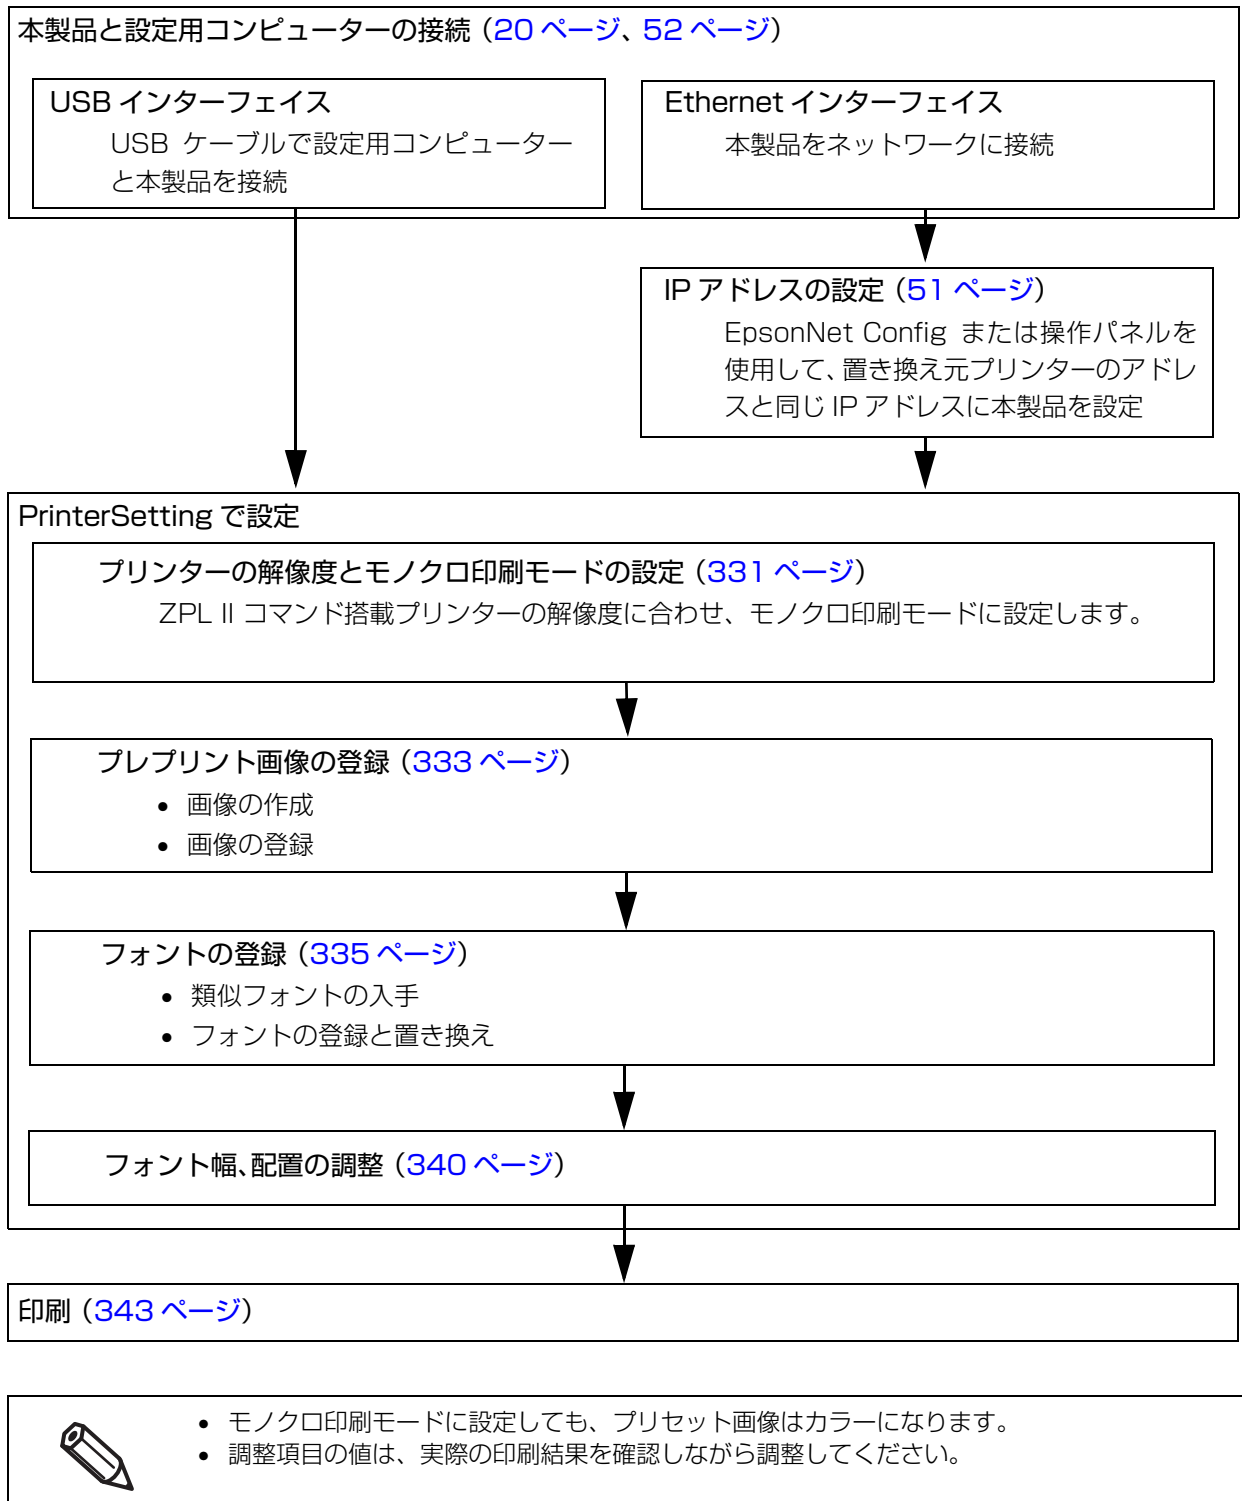 本製品と設定用コンピューターの接続（20 ページ、52 ページ）
USB インターフェイス
USB ケーブルで設定用コンピューター
と本製品を接続
Ethernet インターフェイス
本製品をネットワークに接続
IP アドレスの設定（51 ページ）
EpsonNet Config または操作パネルを
使用して、置き換え元プリンターのアドレ
スと同じ IP アドレスに本製品を設定
PrinterSetting で設定
プリンターの解像度とモノクロ印刷モードの設定（331 ページ）
ZPL II コマンド搭載プリンターの解像度に合わせ、モノクロ印刷モードに設定します。
プレプリント画像の登録（333 ページ）
• 画像の作成
• 画像の登録
フォントの登録（335 ページ）
• 類似フォントの入手
• フォントの登録と置き換え
フォント幅、配置の調整（340 ページ）
印刷（343 ページ）
• モノクロ印刷モードに設定しても、プリセット画像はカラーになります。
• 調整項目の値は、実際の印刷結果を確認しながら調整してください。